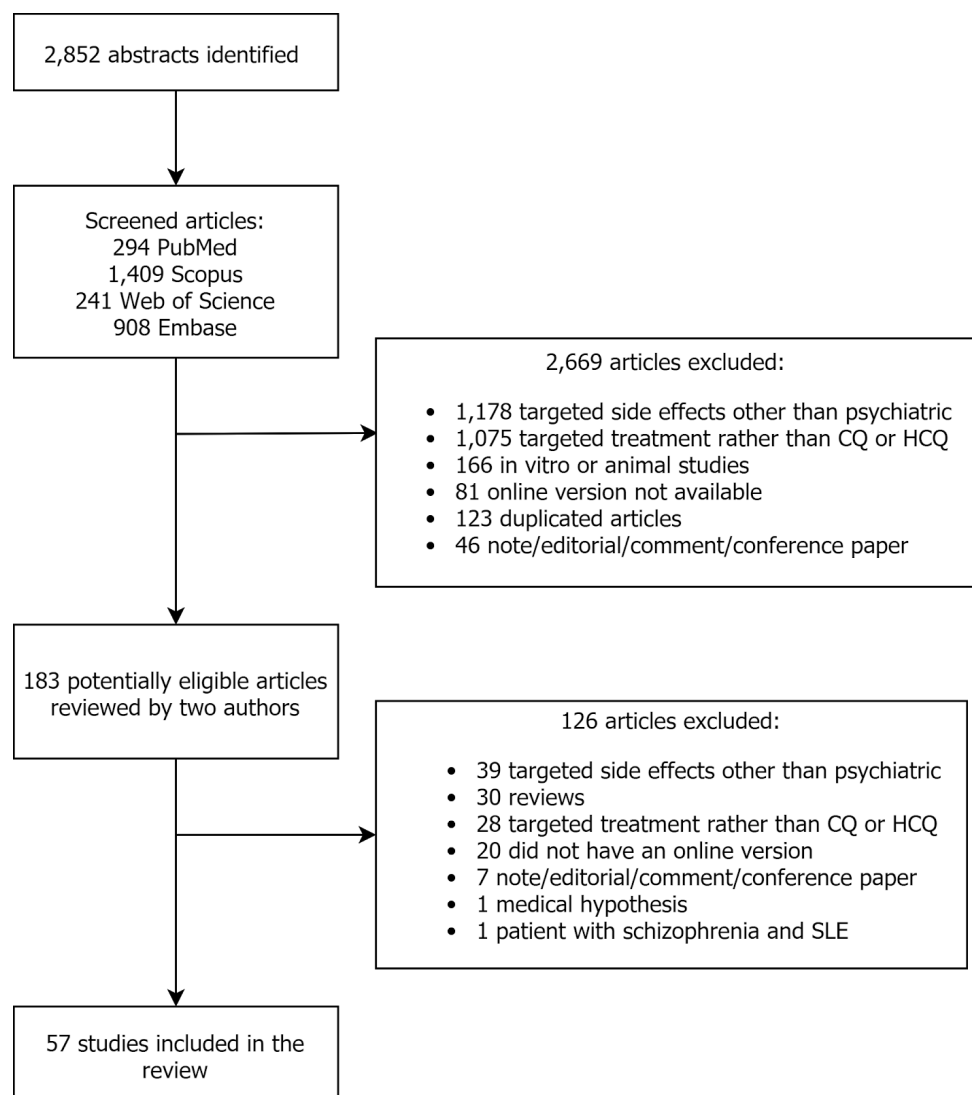 2,852 abstracts identified
Screened articles:
294 PubMed
1,409 Scopus
241 Web of Science
908 Embase
2,669 articles excluded:
• 1,178 targeted side effects other than psychiatric
• 1,075 targeted treatment rather than CQ or HCQ
• 166 in vitro or animal studies
• 81 online version not available
• 123 duplicated articles
• 46 note/editorial/comment/conference paper
183 potentially eligible articles
reviewed by two authors
126 articles excluded:
• 39 targeted side effects other than psychiatric
• 30 reviews
• 28 targeted treatment rather than CQ or HCQ
• 20 did not have an online version
• 7 note/editorial/comment/conference paper
• 1 medical hypothesis
• 1 patient with schizophrenia and SLE
57 studies included in the
review